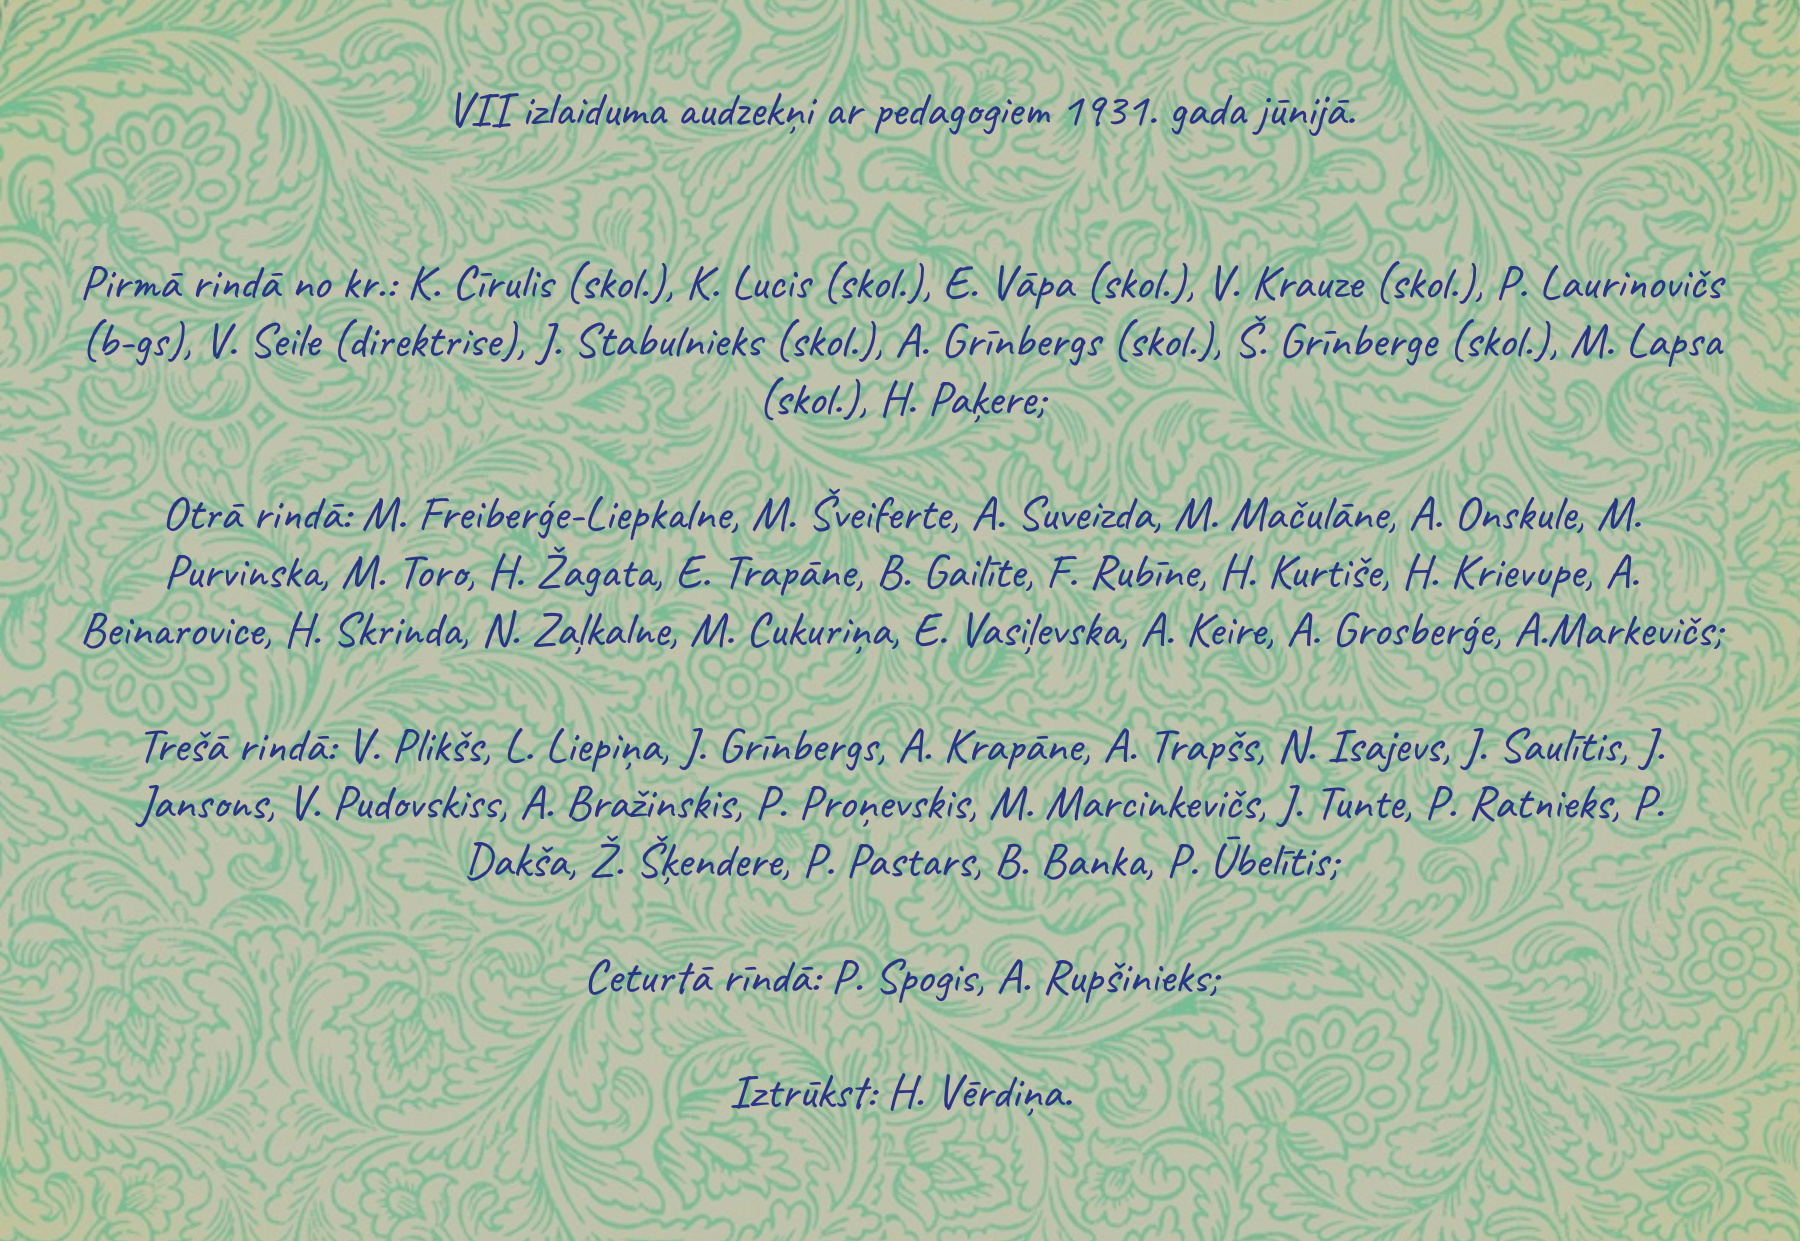 VII izlaiduma audzekņi ar pedagogiem 1931. gada jūnijā.
Pirmā rindā no kr.: K. Cīrulis (skol.), K. Lucis (skol.), E. Vāpa (skol.), V. Krauze (skol.), P. Laurinovičs
(b-gs), V. Seile (direktrise), J. Stabulnieks (skol.), A. Grīnbergs (skol.), Š. Grīnberge (skol.), M. Lapsa
(skol.), H. Paķere;
Otrā rindā: M. Freiberģe-Liepkalne, M. Šveiferte, A. Suveizda, M. Mačulāne, A. Onskule, M.
Purvinska, M. Toro, H. Žagata, E. Trapāne, B. Gailīte, F. Rubīne, H. Kurtiše, H. Krievupe, A.
Beinarovice, H. Skrinda, N. Zaļkalne, M. Cukuriņa, E. Vasiļevska, A. Keire, A. Grosberģe, A.Markevičs;
Trešā rindā: V. Plikšs, L. Liepiņa, J. Grīnbergs, A. Krapāne, A. Trapšs, N. Isajevs, J. Saulītis, J.
Jansons, V. Pudovskiss, A. Bražinskis, P. Proņevskis, M. Marcinkevičs, J. Tunte, P. Ratnieks, P.
Dakša, Ž. Šķendere, P. Pastars, B. Banka, P. Ūbelītis;
Ceturtā rīndā: P. Spogis, A. Rupšinieks;
Iztrūkst: H. Vērdiņa.